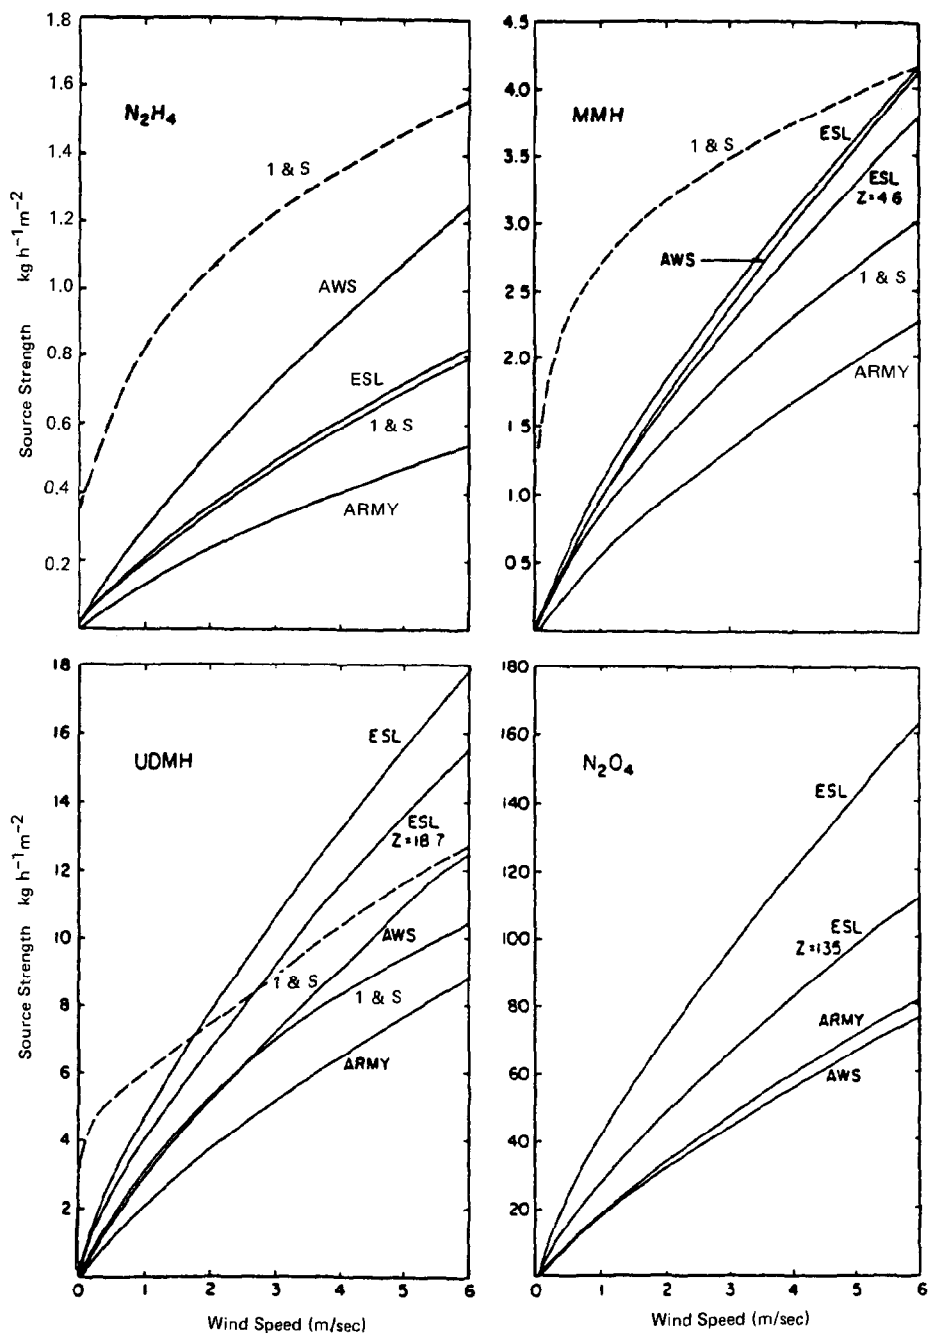 N2H4
Source Strength kg h−1m−2
1.8
1.6
1.4
1.2
1.0
0.8
0.6
0.4
0.2
1 & S
AWS
ESL
1 & S
ARMY
MMH
4.5
4.0
3.5
3.0
2.5
2.0
1.5
1.0
0.5
1 & S
ESL
ESL
Z=4.6
AWS
1 & S
ARMY
UDMH
Source Strength kg h−1m−2
18
16
14
12
10
8
6
4
2
ESL
ESL
Z=18.7
AWS
1 & S
1 & S
ARMY
0 1 2 3 4 5 6
Wind Speed (m/sec)
N2O4
180
160
140
120
100
80
60
40
20
ESL
ESL
Z=135
ARMY
AWS
0 1 2 3 4 5 6
Wind Speed (m/sec)